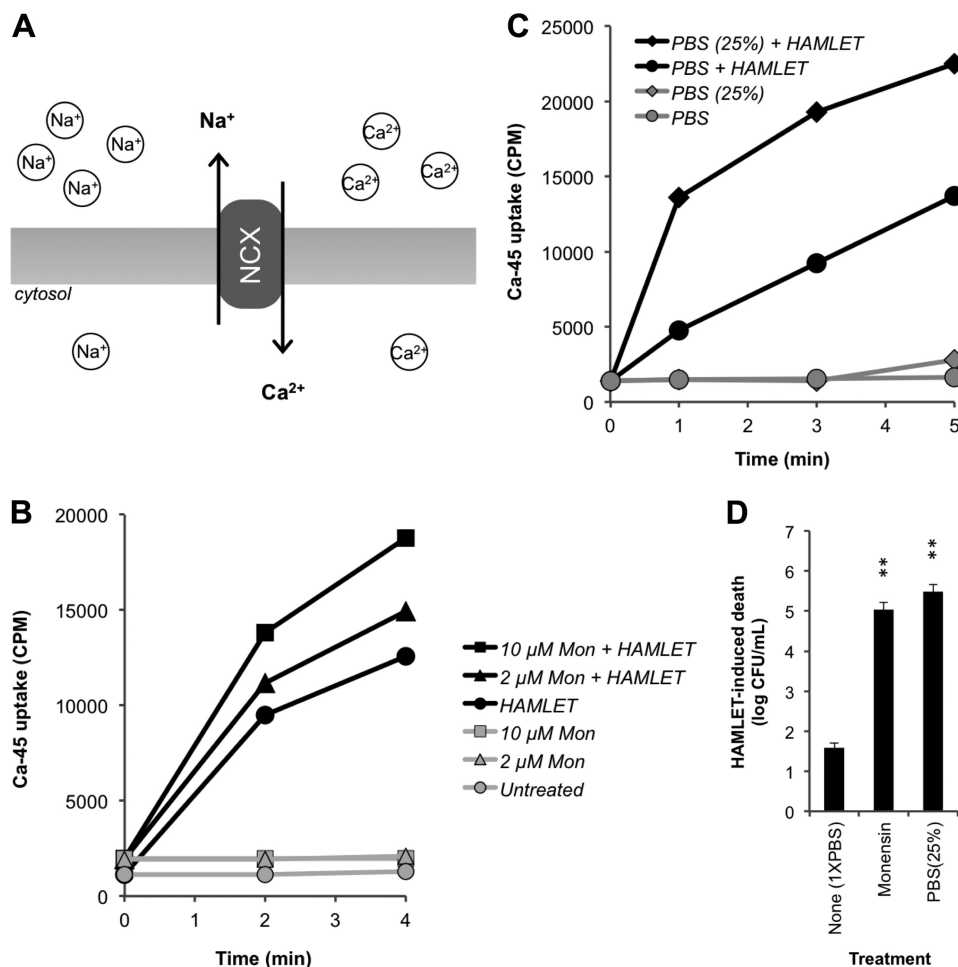 A
Na⁺
Na⁺
Na⁺
Na⁺
Na⁺
Ca²⁺
Ca²⁺
Ca²⁺
NCX
cytosol
Na⁺
Ca²⁺
Ca²⁺
C
PBS (25%) + HAMLET
PBS + HAMLET
PBS (25%)
PBS
Ca-45 uptake (CPM)
25000
20000
15000
10000
5000
0
0 1 2 3 4 5
Time (min)
B
Ca-45 uptake (CPM)
20000
15000
10000
5000
0
0 1 2 3 4
Time (min)
10 µM Mon + HAMLET
2 µM Mon + HAMLET
HAMLET
10 µM Mon
2 µM Mon
Untreated
D
HAMLET-induced death
(log CFU/mL)
7
6
5
4
3
2
1
0
**
**
None (1XPBS)
Monensin
PBS(25%)
Treatment